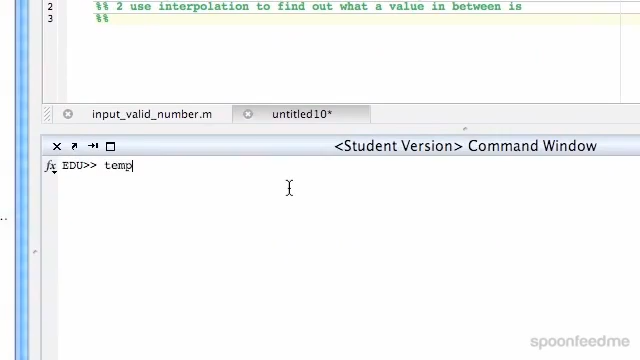 2 %% 2 use interpolation to find out what a value in between is
3 %%
input_valid_number.m untitled10*
<Student Version> Command Window
fx EDU>> temp
spoonfeedme